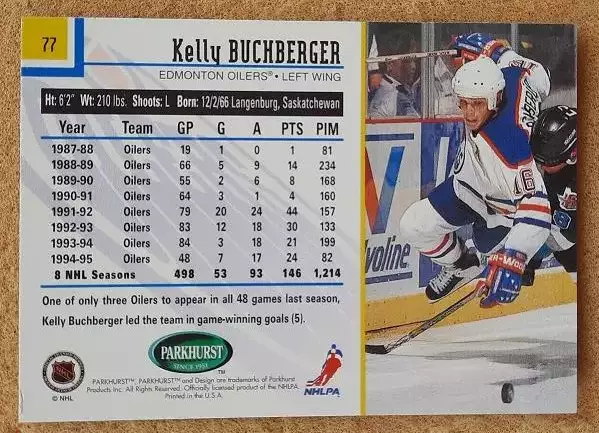 77
Kelly BUCHBERGER
EDMONTON OILERS® • LEFT WING
Ht: 6'2" Wt: 210 lbs. Shoots: L Born: 12/2/66 Langenburg, Saskatchewan
Year Team GP G A PTS PIM
1987-88 Oilers 19 1 0 1 81
1988-89 Oilers 66 5 9 14 234
1989-90 Oilers 55 2 6 8 168
1990-91 Oilers 64 3 1 4 160
1991-92 Oilers 79 20 24 44 157
1992-93 Oilers 83 12 18 30 133
1993-94 Oilers 84 3 18 21 199
1994-95 Oilers 48 7 17 24 82
8 NHL Seasons 498 53 93 146 1,214
One of only three Oilers to appear in all 48 games last season,
Kelly Buchberger led the team in game-winning goals (5).
NHL
© NHL
PARKHURST™
SINCE 1951
PARKHURST™, PARKHURST™ and Design are trademarks of Parkhurst
Products Inc. All Rights Reserved. Officially licensed product of the NHLPA.
Printed in the U.S.A.
NHLPA
16
Valvoline